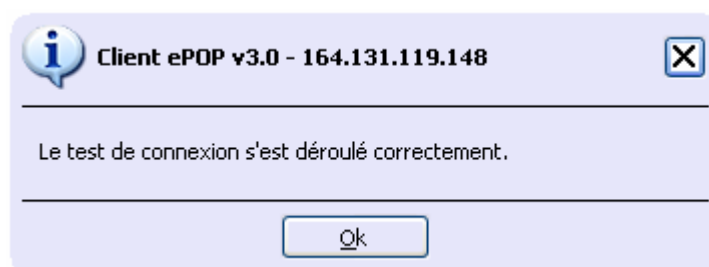 Client ePOP v3.0 - 164.131.119.148
Le test de connexion s'est déroulé correctement.
Ok